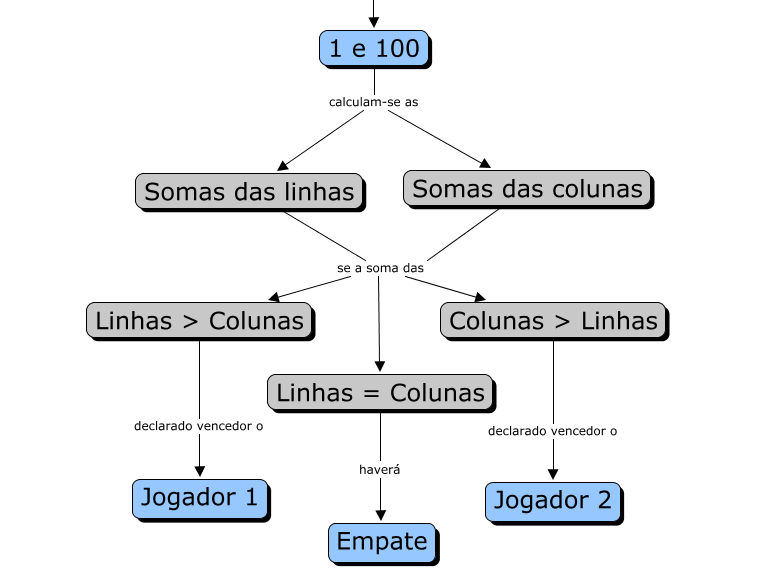 1 e 100
calculam-se as
Somas das linhas
Somas das colunas
se a soma das
Linhas > Colunas
Colunas > Linhas
Linhas = Colunas
declarado vencedor o
declarado vencedor o
haverá
Jogador 1
Jogador 2
Empate